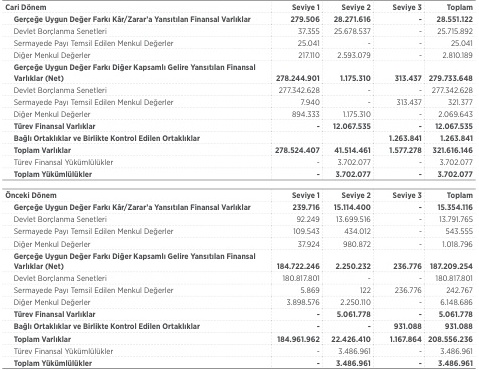 Cari Dönem Seviye 1 Seviye 2 Seviye 3 Toplam
Gerçeğe Uygun Değer Farkı Kâr/Zarar'a Yansıtılan Finansal Varlıklar 279.506 28.271.616 - 28.551.122
Devlet Borçlanma Senetleri 37.355 25.678.537 - 25.715.892
Sermayede Payı Temsil Edilen Menkul Değerler 25.041 - - 25.041
Diğer Menkul Değerler 217.110 2.593.079 - 2.810.189
Gerçeğe Uygun Değer Farkı Diğer Kapsamlı Gelire Yansıtılan Finansal
Varlıklar (Net) 278.244.901 1.175.310 313.437 279.733.648
Devlet Borçlanma Senetleri 277.342.628 - - 277.342.628
Sermayede Payı Temsil Edilen Menkul Değerler 7.940 - 313.437 321.377
Diğer Menkul Değerler 894.333 1.175.310 - 2.069.643
Türev Finansal Varlıklar - 12.067.535 - 12.067.535
Bağlı Ortaklıklar ve Birlikte Kontrol Edilen Ortaklıklar 1.263.841 1.263.841
Toplam Varlıklar 278.524.407 41.514.461 1.577.278 321.616.146
Türev Finansal Yükümlülükler - 3.702.077 - 3.702.077
Toplam Yükümlülükler - 3.702.077 - 3.702.077
Önceki Dönem Seviye 1 Seviye 2 Seviye 3 Toplam
Gerçeğe Uygun Değer Farkı Kâr/Zarar'a Yansıtılan Finansal Varlıklar 239.716 15.114.400 - 15.354.116
Devlet Borçlanma Senetleri 92.249 13.699.516 - 13.791.765
Sermayede Payı Temsil Edilen Menkul Değerler 109.543 434.012 - 543.555
Diğer Menkul Değerler 37.924 980.872 - 1.018.796
Gerçeğe Uygun Değer Farkı Diğer Kapsamlı Gelire Yansıtılan Finansal
Varlıklar (Net) 184.722.246 2.250.232 236.776 187.209.254
Devlet Borçlanma Senetleri 180.817.801 - - 180.817.801
Sermayede Payı Temsil Edilen Menkul Değerler 5.869 122 236.776 242.767
Diğer Menkul Değerler 3.898.576 2.250.110 - 6.148.686
Türev Finansal Varlıklar - 5.061.778 - 5.061.778
Bağlı Ortaklıklar ve Birlikte Kontrol Edilen Ortaklıklar - - 931.088 931.088
Toplam Varlıklar 184.961.962 22.426.410 1.167.864 208.556.236
Türev Finansal Yükümlülükler - 3.486.961 - 3.486.961
Toplam Yükümlülükler - 3.486.961 - 3.486.961